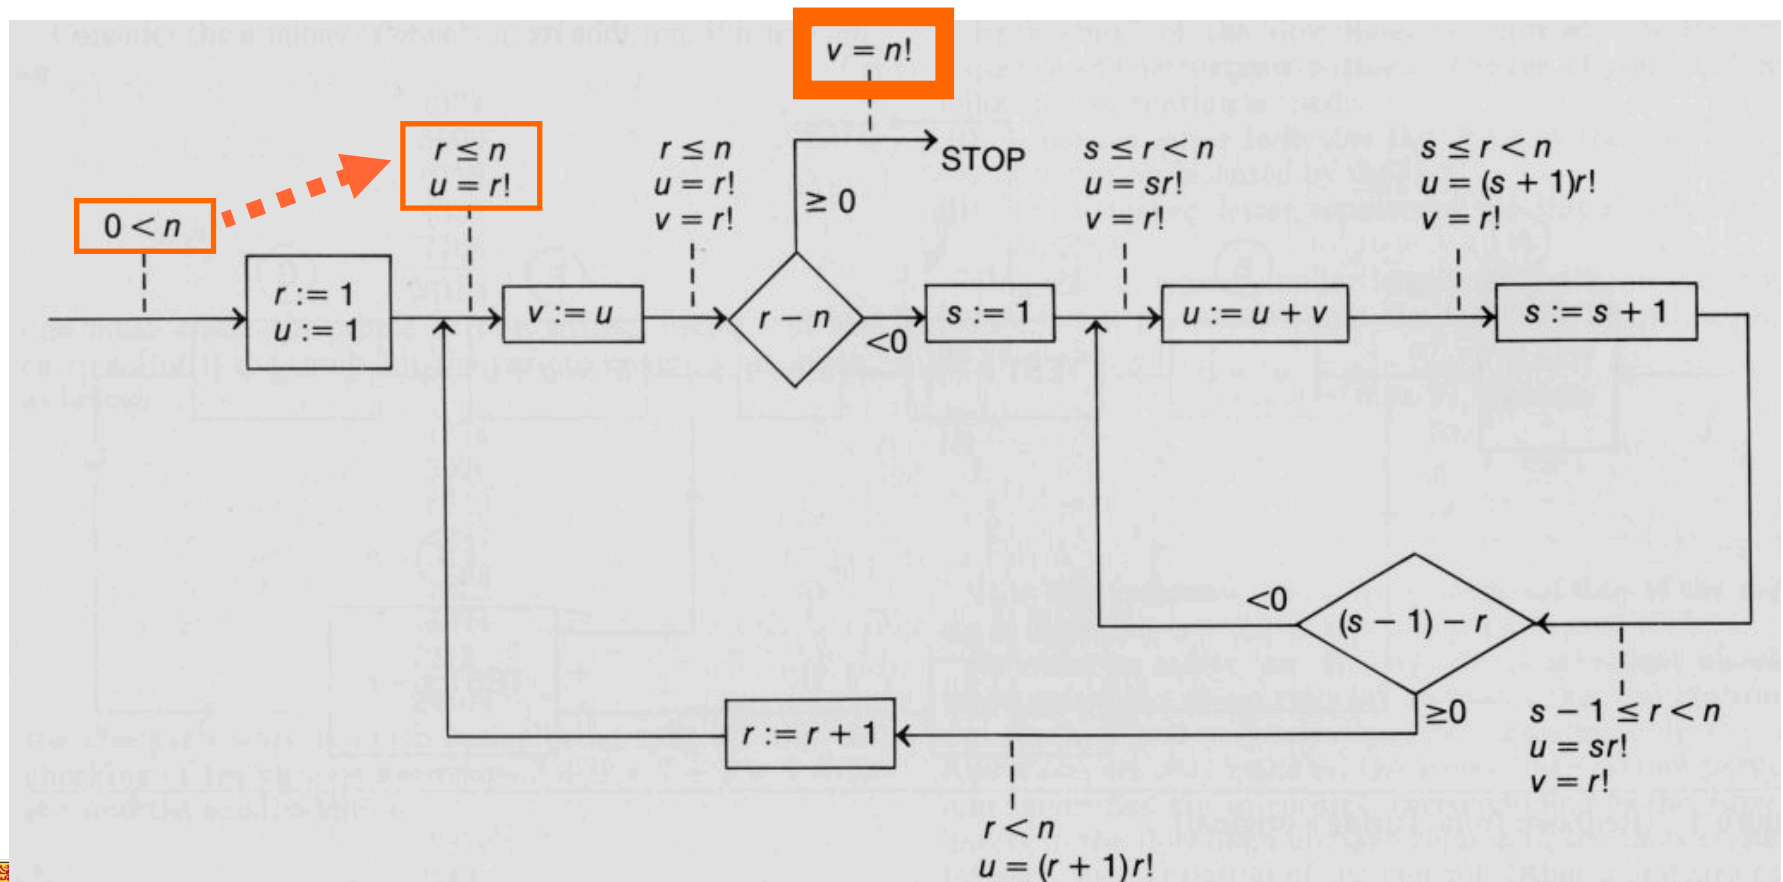 v = n!
r ≤ n
u = r!
r ≤ n
u = r!
v = r!
STOP
s ≤ r < n
u = sr!
v = r!
s ≤ r < n
u = (s + 1)r!
v = r!
0 < n
≥ 0
r := 1
u := 1
v := u
r − n
<0
s := 1
u := u + v
s := s + 1
<0
(s − 1) − r
≥0
r := r + 1
s − 1 ≤ r < n
u = sr!
v = r!
r < n
u = (r + 1)r!